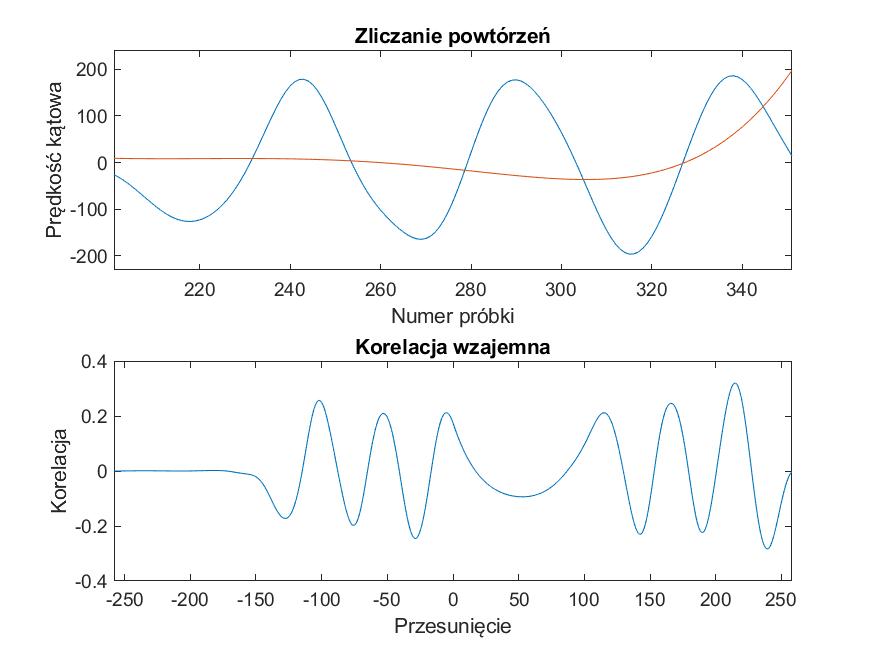 Zliczanie powtórzeń
200
100
0
-100
-200
Prędkość kątowa
220 240 260 280 300 320 340
Numer próbki
Korelacja wzajemna
0.4
0.2
0
-0.2
-0.4
Korelacja
-250 -200 -150 -100 -50 0 50 100 150 200 250
Przesunięcie